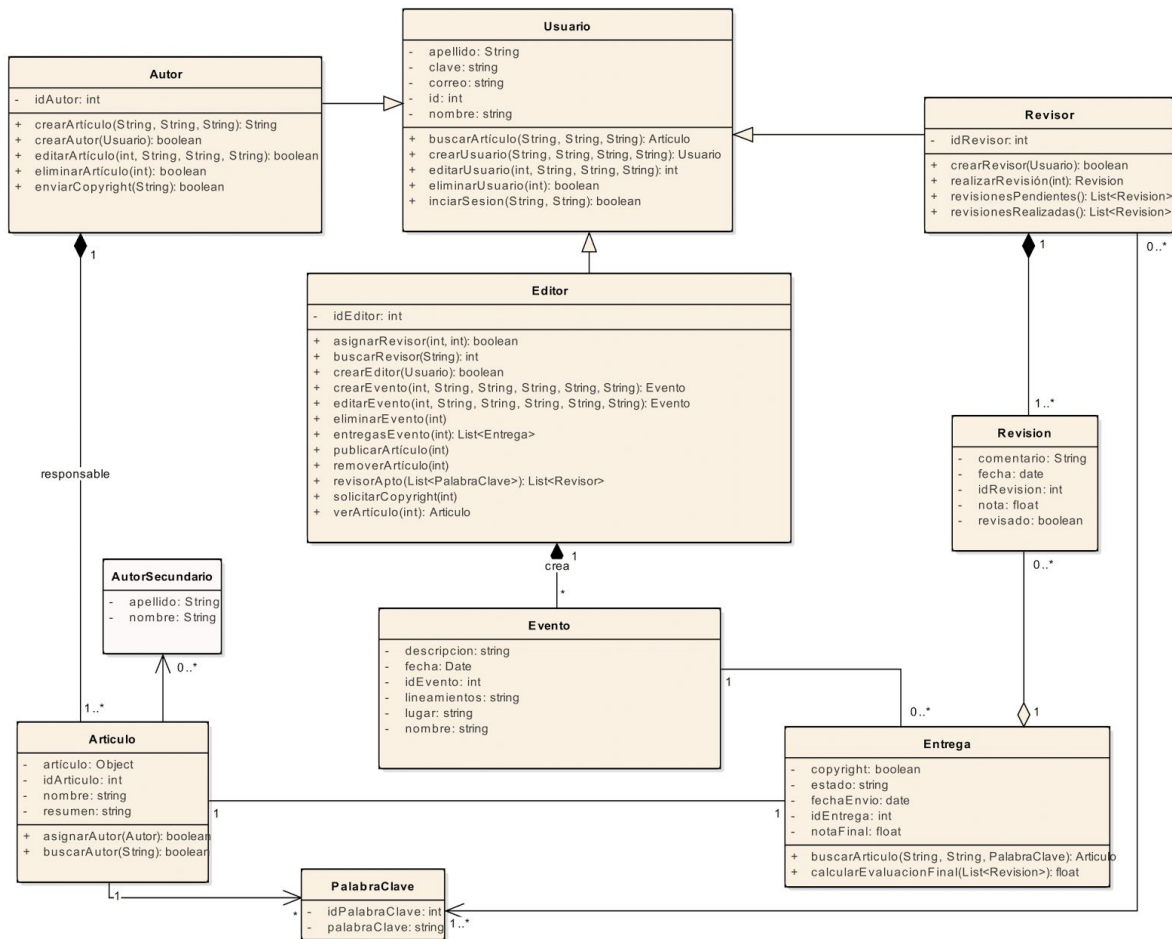 Usuario
- apellido: String
- clave: string
- correo: string
- id: int
- nombre: string
+ buscarArtículo(String, String, String): Artículo
+ crearUsuario(String, String, String, String): Usuario
+ editarUsuario(int, String, String, String): int
+ eliminarUsuario(int): boolean
+ inciarSesion(String, String): boolean
Autor
- idAutor: int
+ crearArtículo(String, String, String): String
+ crearAutor(Usuario): boolean
+ editarArtículo(int, String, String, String): boolean
+ eliminarArtículo(int): boolean
+ enviarCopyright(String): boolean
Revisor
- idRevisor: int
+ crearRevisor(Usuario): boolean
+ realizarRevisión(int): Revision
+ revisionesPendientes(): List<Revision>
+ revisionesRealizadas(): List<Revision>
1
1
0..*
Editor
- idEditor: int
+ asignarRevisor(int, int): boolean
+ buscarRevisor(String): int
+ crearEditor(Usuario): boolean
+ crearEvento(int, String, String, String, String, String): Evento
+ editarEvento(int, String, String, String, String, String): Evento
+ eliminarEvento(int)
+ entregasEvento(int): List<Entrega>
+ publicarArtículo(int)
+ removerArtículo(int)
+ revisorApto(List<PalabraClave>): List<Revisor>
+ solicitarCopyright(int)
+ verArtículo(int): Articulo
responsable
1..*
Revision
- comentario: String
- fecha: date
- idRevision: int
- nota: float
- revisado: boolean
0..*
1
crea
*
AutorSecundario
- apellido: String
- nombre: String
0..*
Evento
- descripcion: string
- fecha: Date
- idEvento: int
- lineamientos: string
- lugar: string
- nombre: string
1
0..*
1
1..*
Articulo
- artículo: Object
- idArticulo: int
- nombre: string
- resumen: string
+ asignarAutor(Autor): boolean
+ buscarAutor(String): boolean
1
1
Entrega
- copyright: boolean
- estado: string
- fechaEnvio: date
- idEntrega: int
- notaFinal: float
+ buscarArticulo(String, String, PalabraClave): Articulo
+ calcularEvaluacionFinal(List<Revision>): float
1
*
PalabraClave
- idPalabraClave: int
- palabraClave: string
1..*